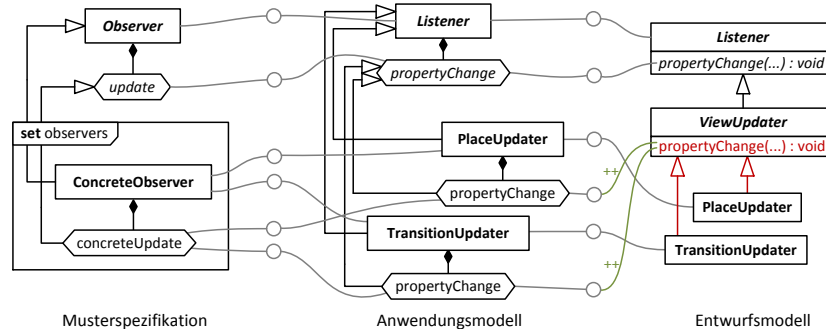 Observer
update
set observers
ConcreteObserver
concreteUpdate
Musterspezifikation
Listener
propertyChange
PlaceUpdater
propertyChange
TransitionUpdater
propertyChange
Anwendungsmodell
++
++
Listener
propertyChange(...) : void
ViewUpdater
propertyChange(...) : void
PlaceUpdater
TransitionUpdater
Entwurfsmodell